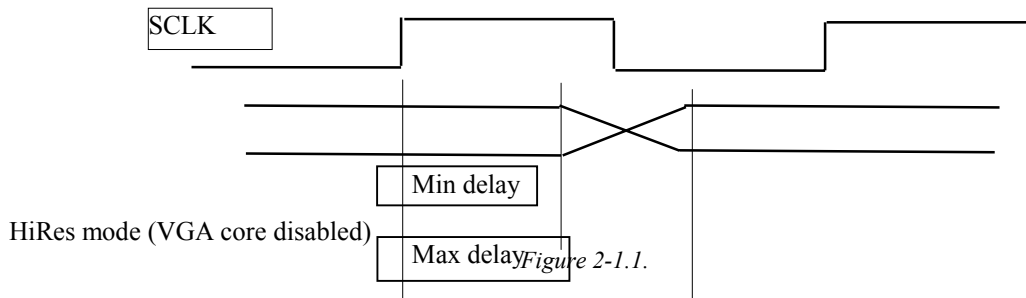 SCLK
Min delay
HiRes mode (VGA core disabled)
Max delay
Figure 2-1.1.